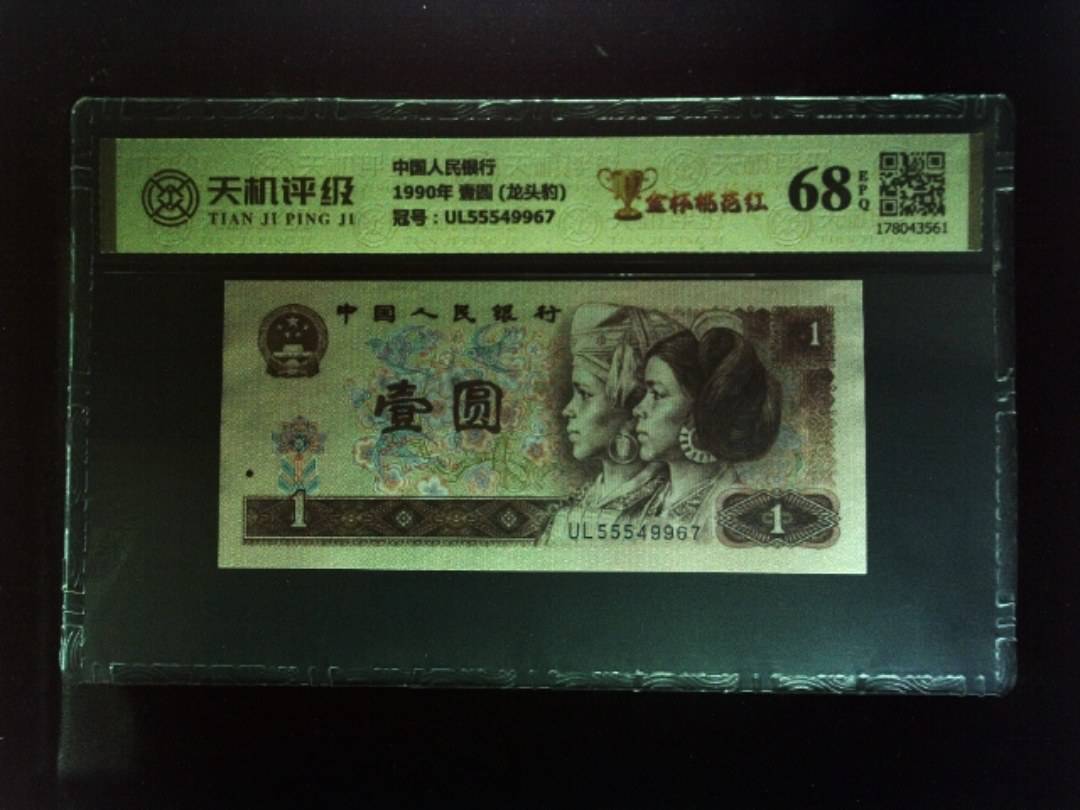 天机评级
TIAN JI PING JI
中国人民银行
1990年 壹圆 (龙头豹)
冠号：UL55549967
金杯桃花红
68
EPQ
178043561
中国人民银行
1
壹圆
1
UL55549967
1